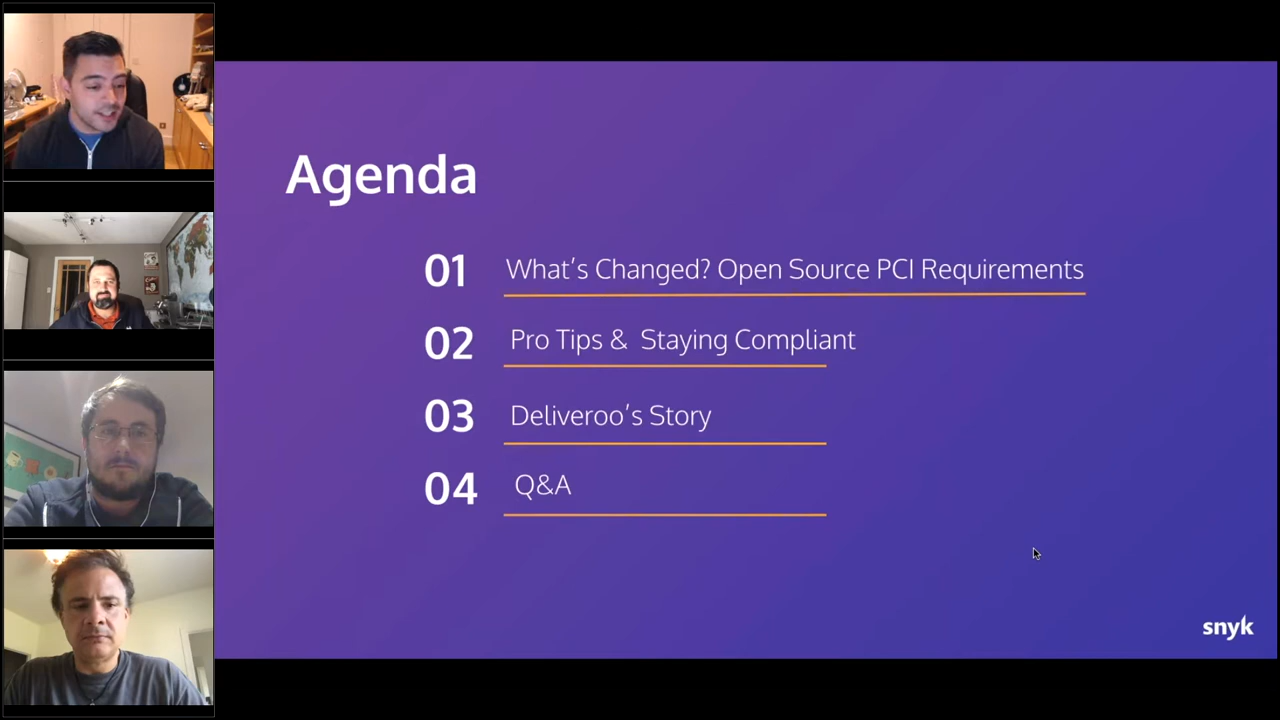 Agenda
01 What's Changed? Open Source PCI Requirements
02 Pro Tips & Staying Compliant
03 Deliveroo's Story
04 Q&A
snyk